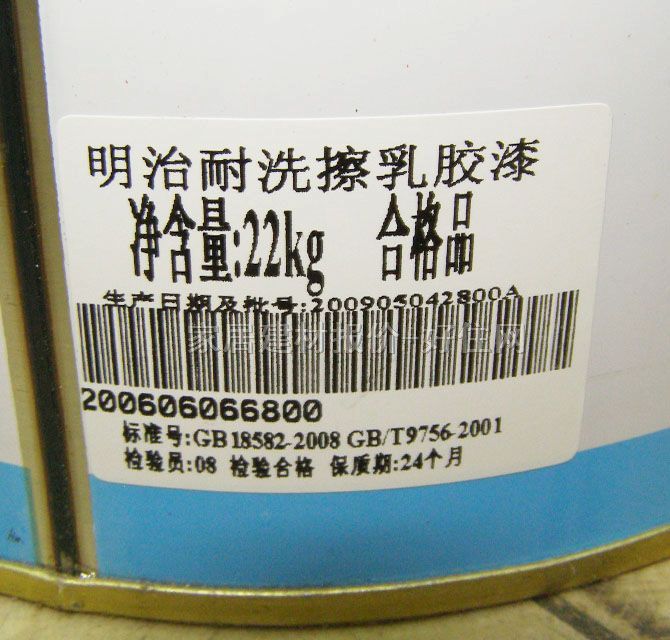 明治耐洗擦乳胶漆
净含量:22kg 合格品
生产日期及批号:200905042800A
家居建材报价-好住网
200606066800
标准号:GB18582-2008 GB/T9756-2001
检验员:08 检验合格 保质期:24个月